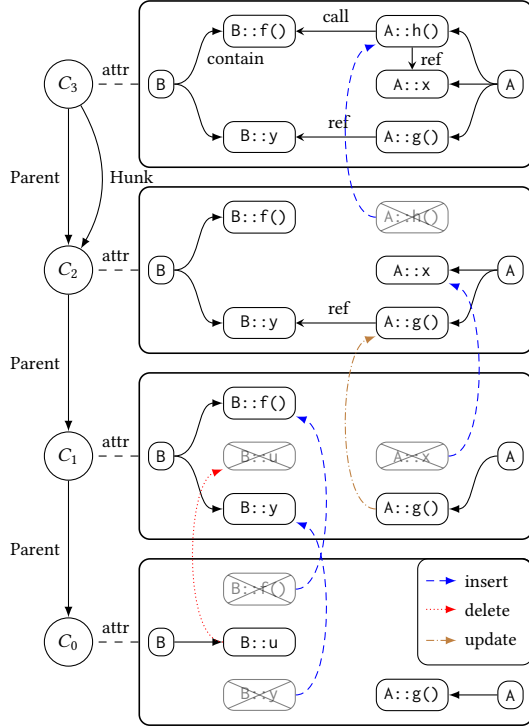 call
B::f()
A::h()
attr
contain
ref
C3
B
A::x
A
ref
B::y
A::g()
Parent
Hunk
B::f()
A::h()
attr
C2
B
A::x
A
ref
B::y
A::g()
Parent
B::f()
attr
C1
B
B::u
A::x
A
B::y
A::g()
Parent
B::f()
insert
attr
delete
C0
B
B::u
update
B::y
A::g()
A